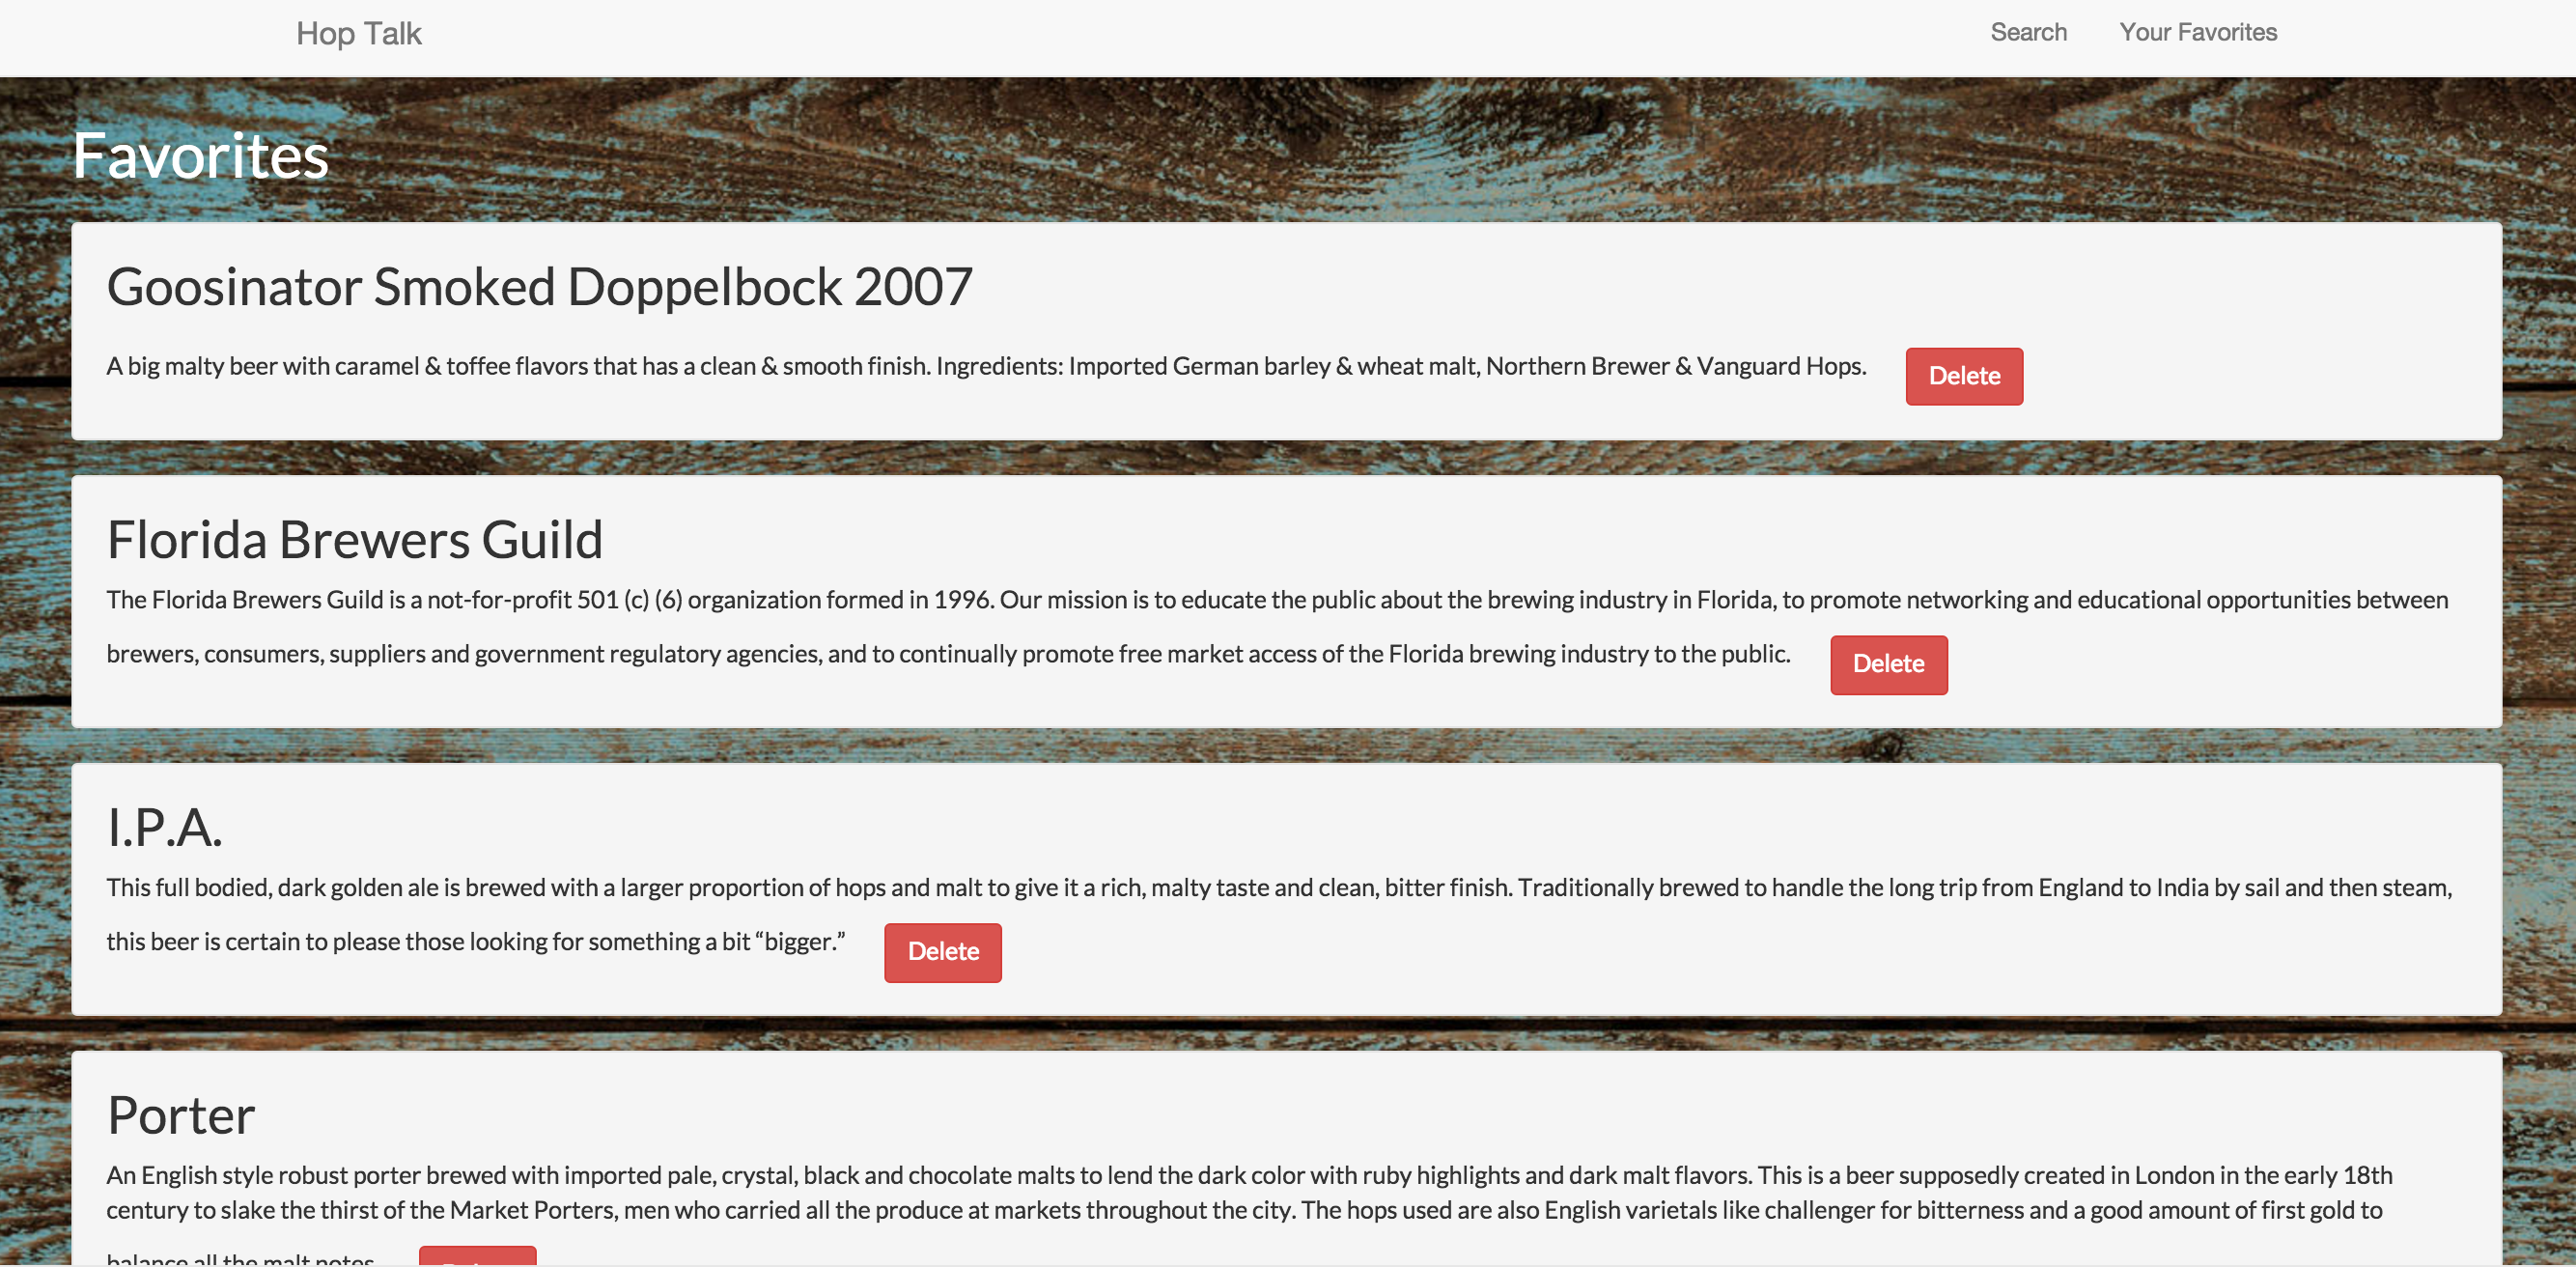 Hop Talk
Search
Your Favorites
Favorites
Goosinator Smoked Doppelbock 2007
A big malty beer with caramel & toffee flavors that has a clean & smooth finish. Ingredients: Imported German barley & wheat malt, Northern Brewer & Vanguard Hops.
Delete
Florida Brewers Guild
The Florida Brewers Guild is a not-for-profit 501 (c) (6) organization formed in 1996. Our mission is to educate the public about the brewing industry in Florida, to promote networking and educational opportunities between
brewers, consumers, suppliers and government regulatory agencies, and to continually promote free market access of the Florida brewing industry to the public.
Delete
I.P.A.
This full bodied, dark golden ale is brewed with a larger proportion of hops and malt to give it a rich, malty taste and clean, bitter finish. Traditionally brewed to handle the long trip from England to India by sail and then steam,
this beer is certain to please those looking for something a bit “bigger.”
Delete
Porter
An English style robust porter brewed with imported pale, crystal, black and chocolate malts to lend the dark color with ruby highlights and dark malt flavors. This is a beer supposedly created in London in the early 18th
century to slake the thirst of the Market Porters, men who carried all the produce at markets throughout the city. The hops used are also English varietals like challenger for bitterness and a good amount of first gold to
balance all the malt notes.